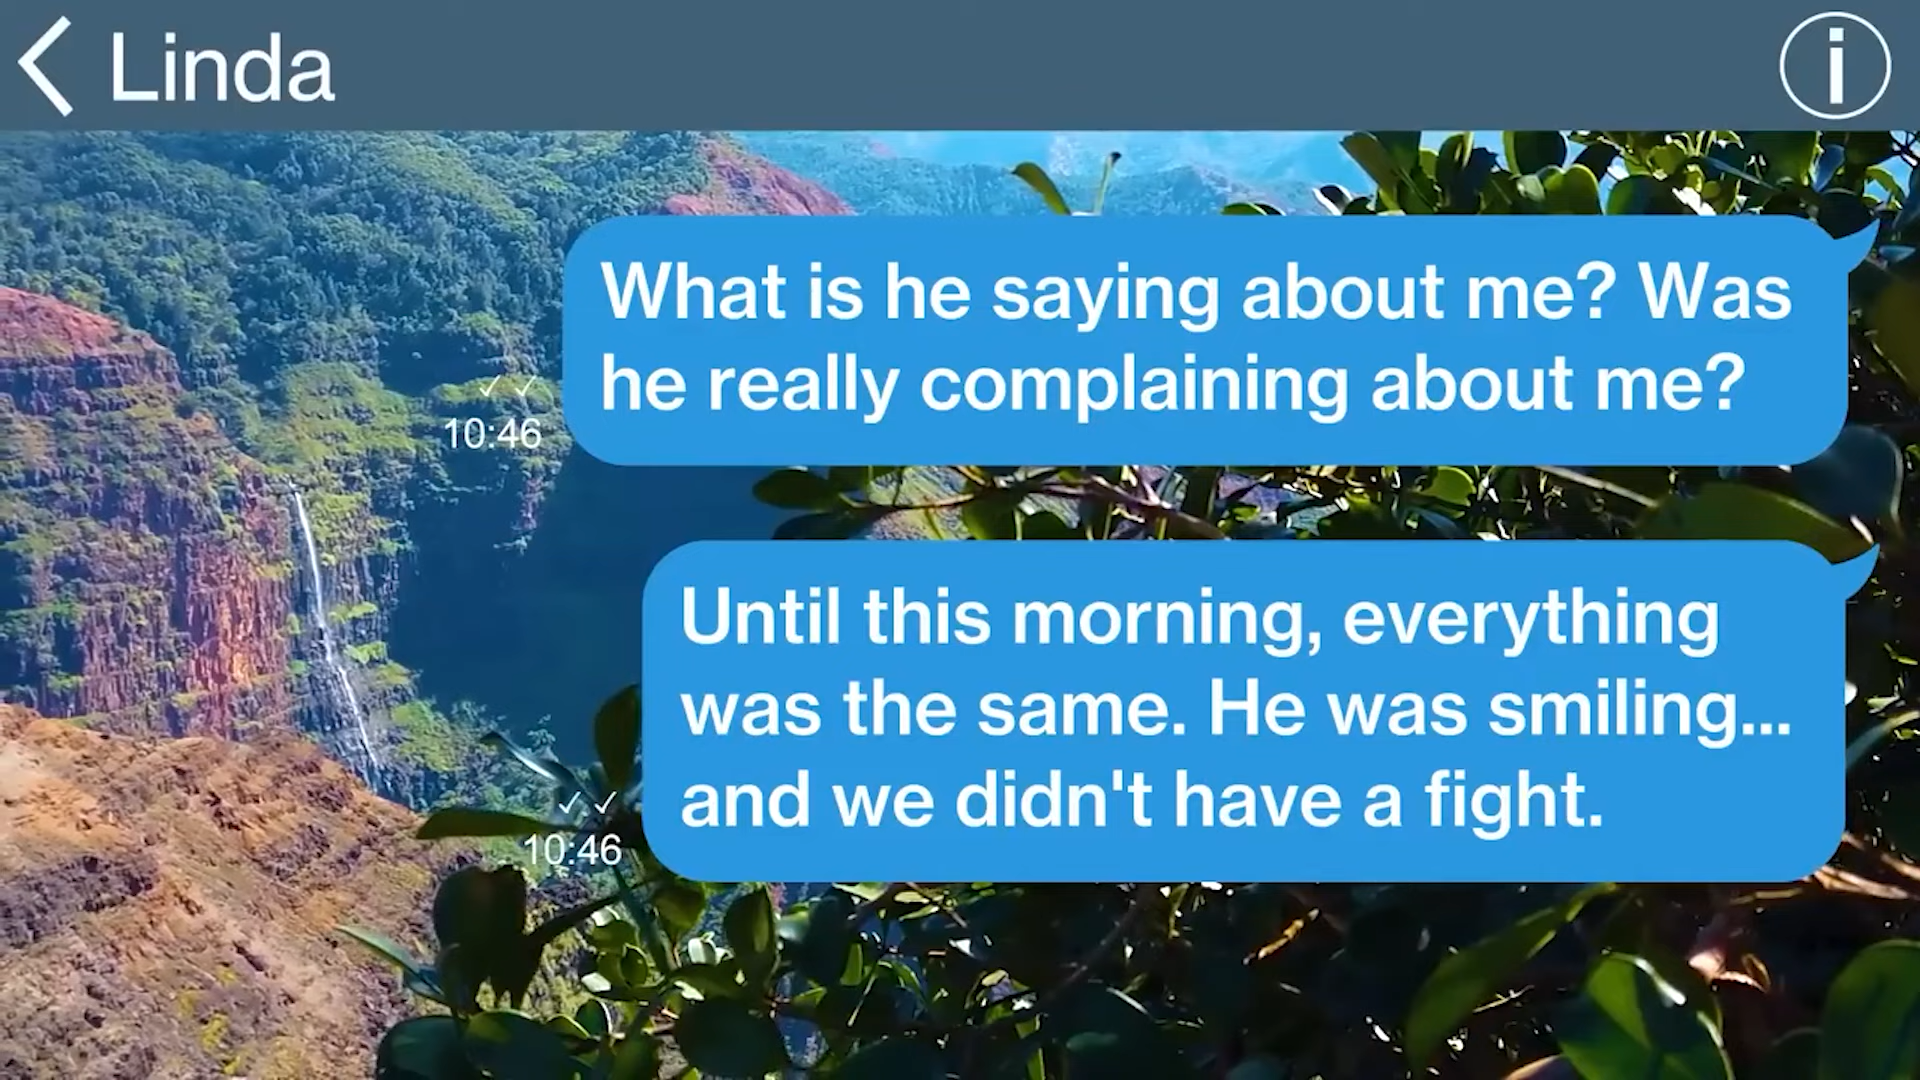 Linda
What is he saying about me? Was
he really complaining about me?
10:46
Until this morning, everything
was the same. He was smiling...
and we didn't have a fight.
10:46